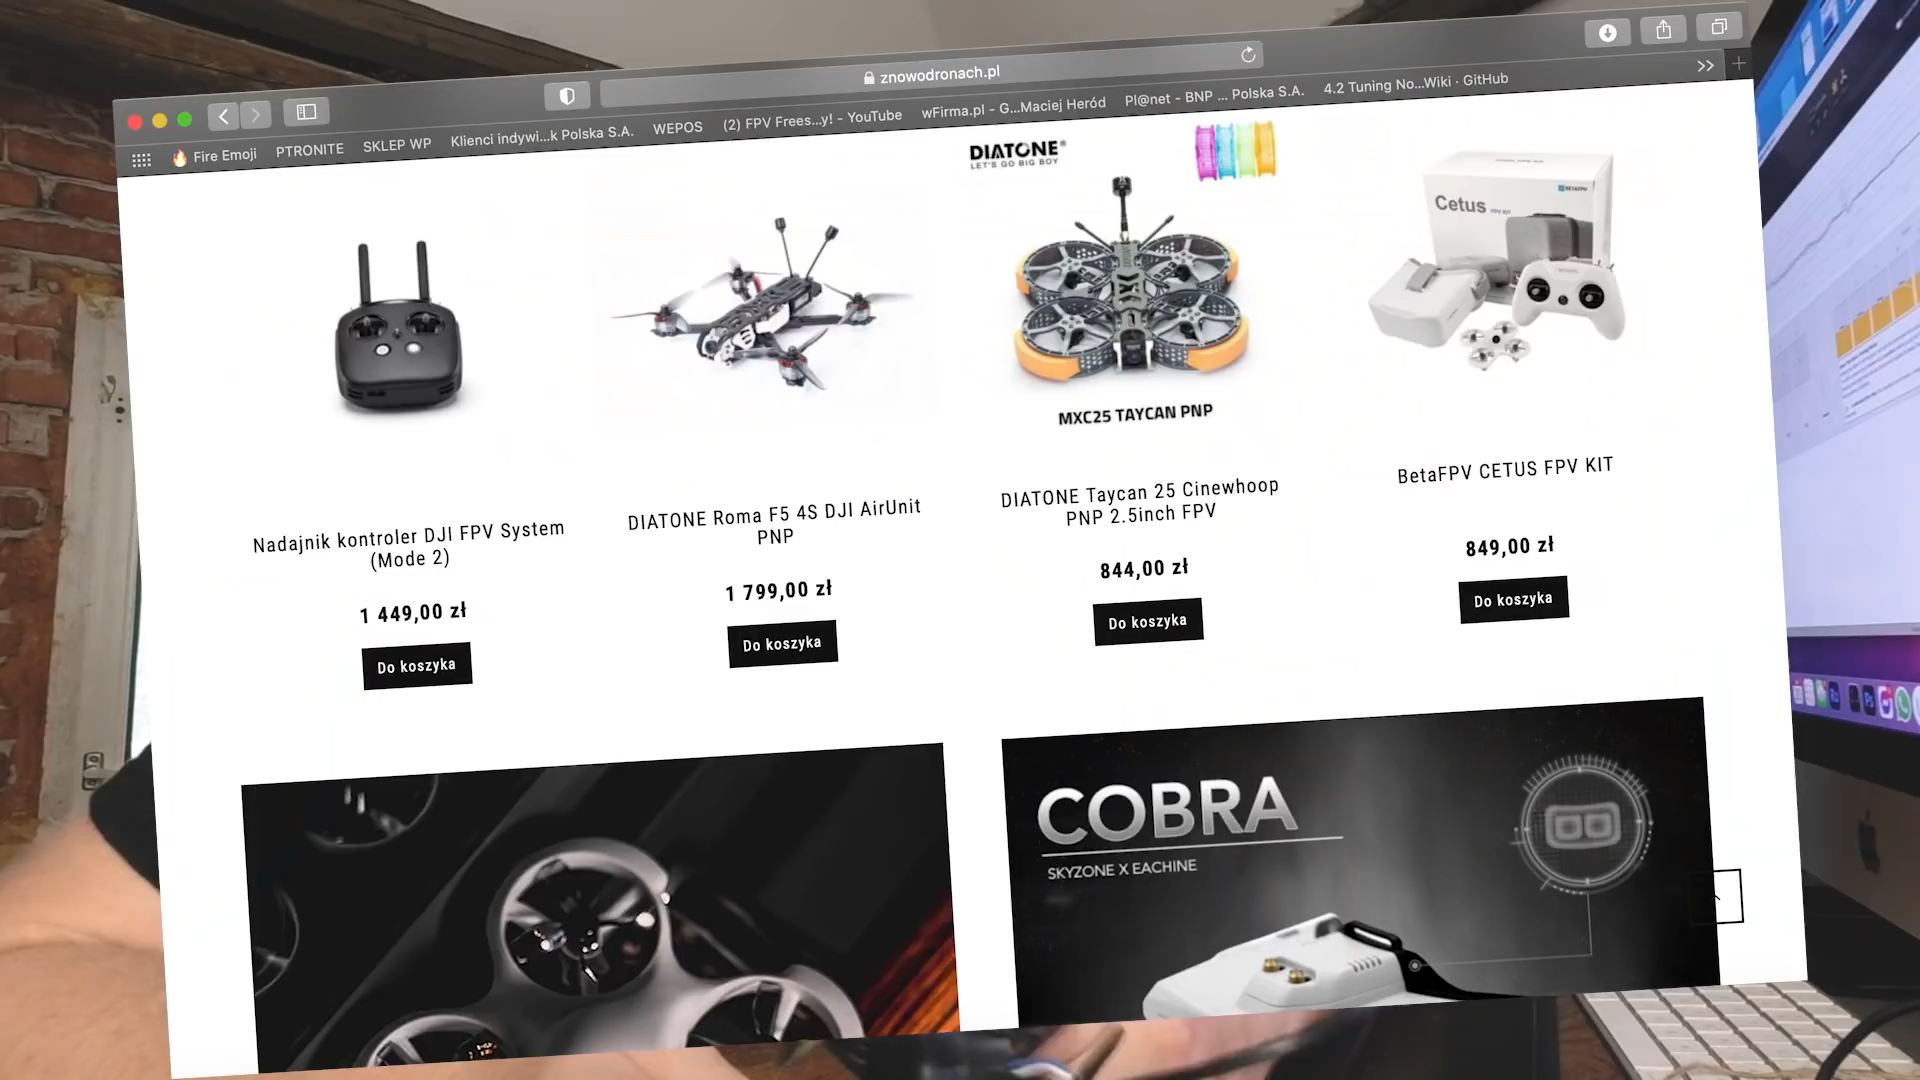 znowodronach.pl
Fire Emoji PTRONITE SKLEP WP Klienci indywi...k Polska S.A. WEPOS (2) FPV Frees...y! - YouTube wFirma.pl - G...Maciej Heród Pl@net - BNP ... Polska S.A. 4.2 Tuning No...Wiki · GitHub
DIATONE®
LET'S GO BIG BOY
BETAFPV
Cetus FPV KIT
MXC25 TAYCAN PNP
Nadajnik kontroler DJI FPV System
(Mode 2)
1 449,00 zł
Do koszyka
DIATONE Roma F5 4S DJI AirUnit
PNP
1 799,00 zł
Do koszyka
DIATONE Taycan 25 Cinewhoop
PNP 2.5inch FPV
844,00 zł
Do koszyka
BetaFPV CETUS FPV KIT
849,00 zł
Do koszyka
COBRA
SKYZONE X EACHINE